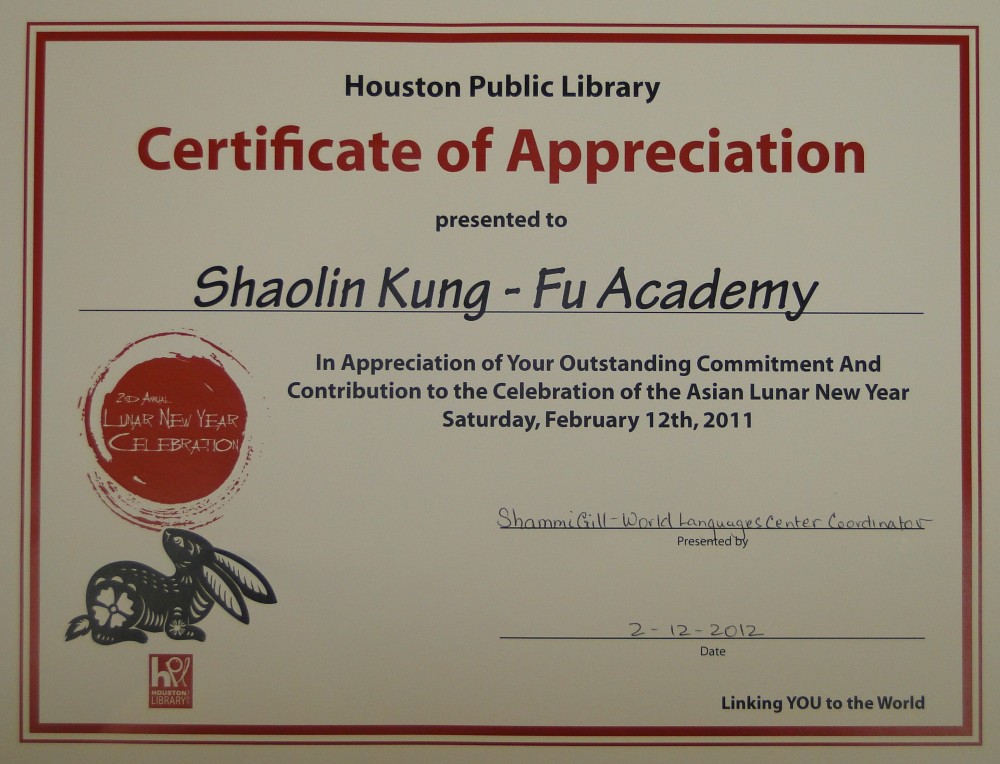 Houston Public Library
Certificate of Appreciation
presented to
Shaolin Kung - Fu Academy
In Appreciation of Your Outstanding Commitment And
Contribution to the Celebration of the Asian Lunar New Year
Saturday, February 12th, 2011
2nd Annual
Lunar New Year
Celebration
Shammi Gill - World Languages Center Coordinator
Presented by
2 - 12 - 2012
Date
hpl
HOUSTON
LIBRARY
Linking YOU to the World